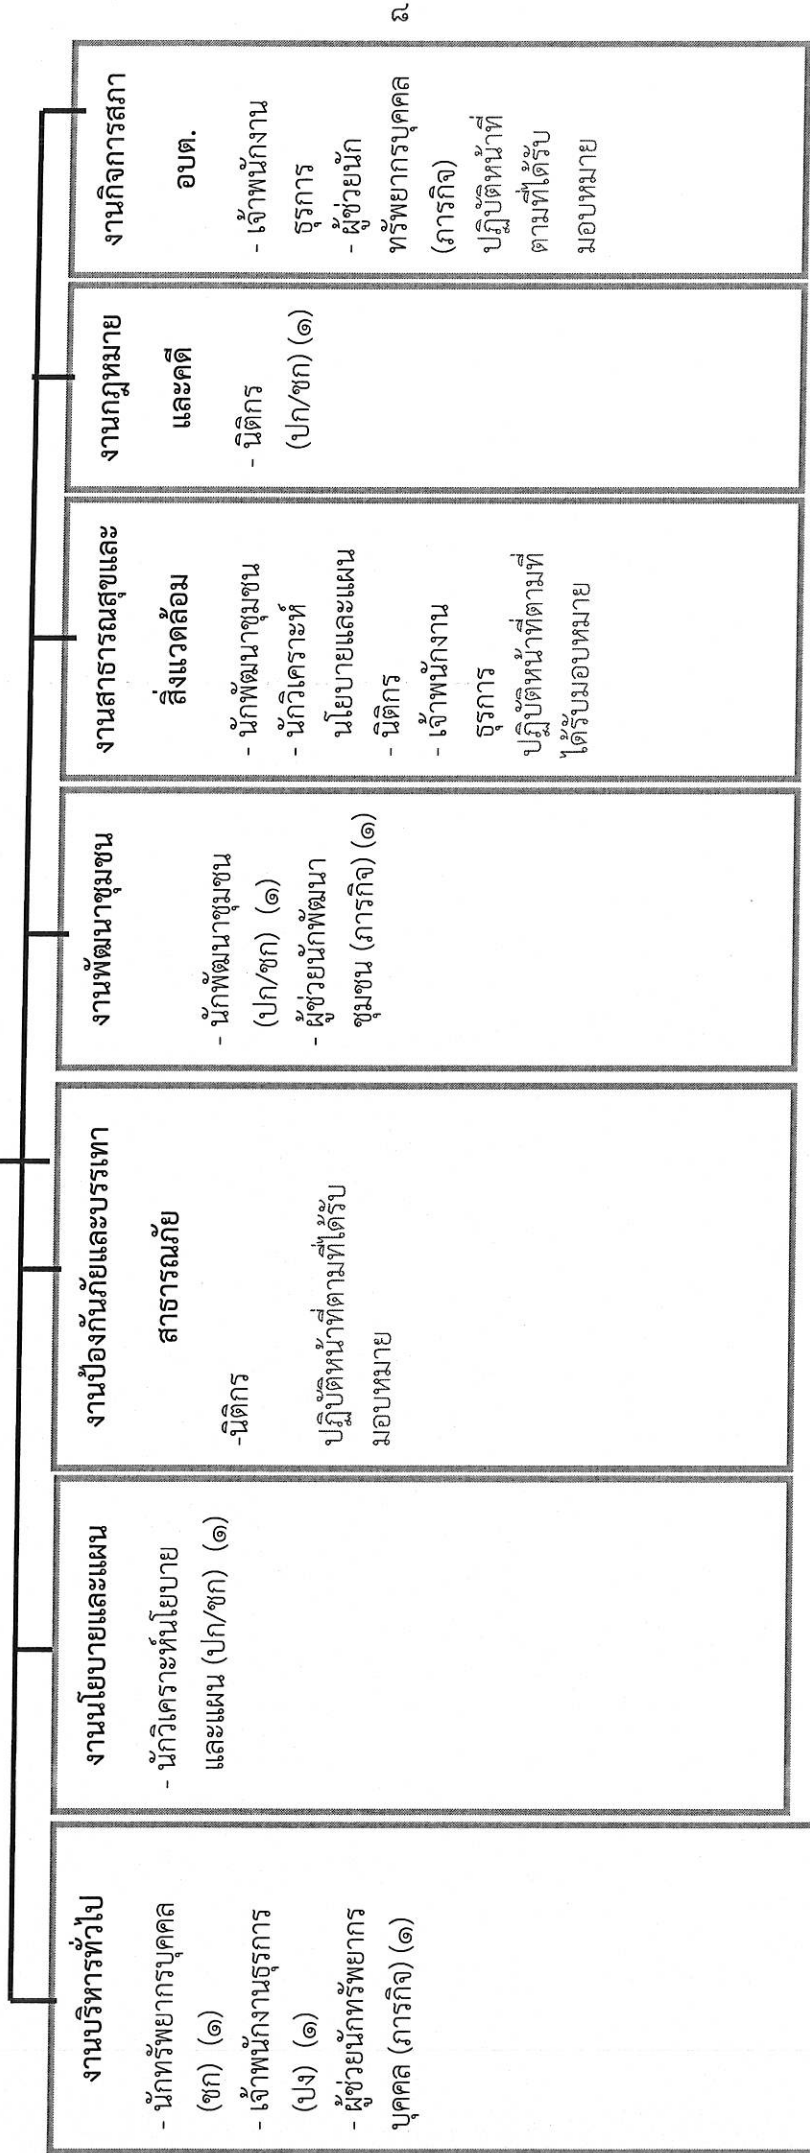 งานบริหารทั่วไป
- นักทรัพยากรบุคคล
(ชก) (๑)
- เจ้าพนักงานธุรการ
(ปง) (๑)
- ผู้ช่วยนักทรัพยากร
บุคคล (ภารกิจ) (๑)
งานนโยบายและแผน
- นักวิเคราะห์นโยบาย
และแผน (ปก/ชก) (๑)
งานป้องกันภัยและบรรเทา
สาธารณภัย
-นิติกร
ปฏิบัติหน้าที่ตามที่ได้รับ
มอบหมาย
งานพัฒนาชุมชน
- นักพัฒนาชุมชน
(ปก/ชก) (๑)
- ผู้ช่วยนักพัฒนา
ชุมชน (ภารกิจ) (๑)
งานสาธารณสุขและ
สิ่งแวดล้อม
- นักพัฒนาชุมชน
- นักวิเคราะห์
นโยบายและแผน
- นิติกร
- เจ้าพนักงาน
ธุรการ
ปฏิบัติหน้าที่ตามที่
ได้รับมอบหมาย
งานกฎหมาย
และคดี
- นิติกร
(ปก/ชก) (๑)
งานกิจการสภา
อบต.
- เจ้าพนักงาน
ธุรการ
- ผู้ช่วยนัก
ทรัพยากรบุคคล
(ภารกิจ)
ปฏิบัติหน้าที่
ตามที่ได้รับ
มอบหมาย